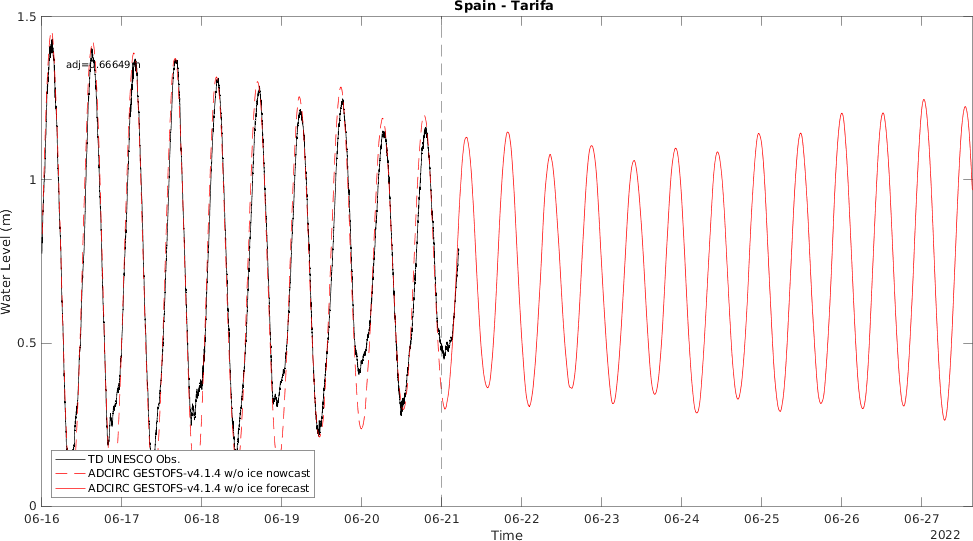 Spain - Tarifa
1.5
adj=0.66649 m
1
Water Level (m)
0.5
TD UNESCO Obs.
ADCIRC GESTOFS-v4.1.4 w/o ice nowcast
ADCIRC GESTOFS-v4.1.4 w/o ice forecast
0
06-16 06-17 06-18 06-19 06-20 06-21 06-22 06-23 06-24 06-25 06-26 06-27
Time
2022